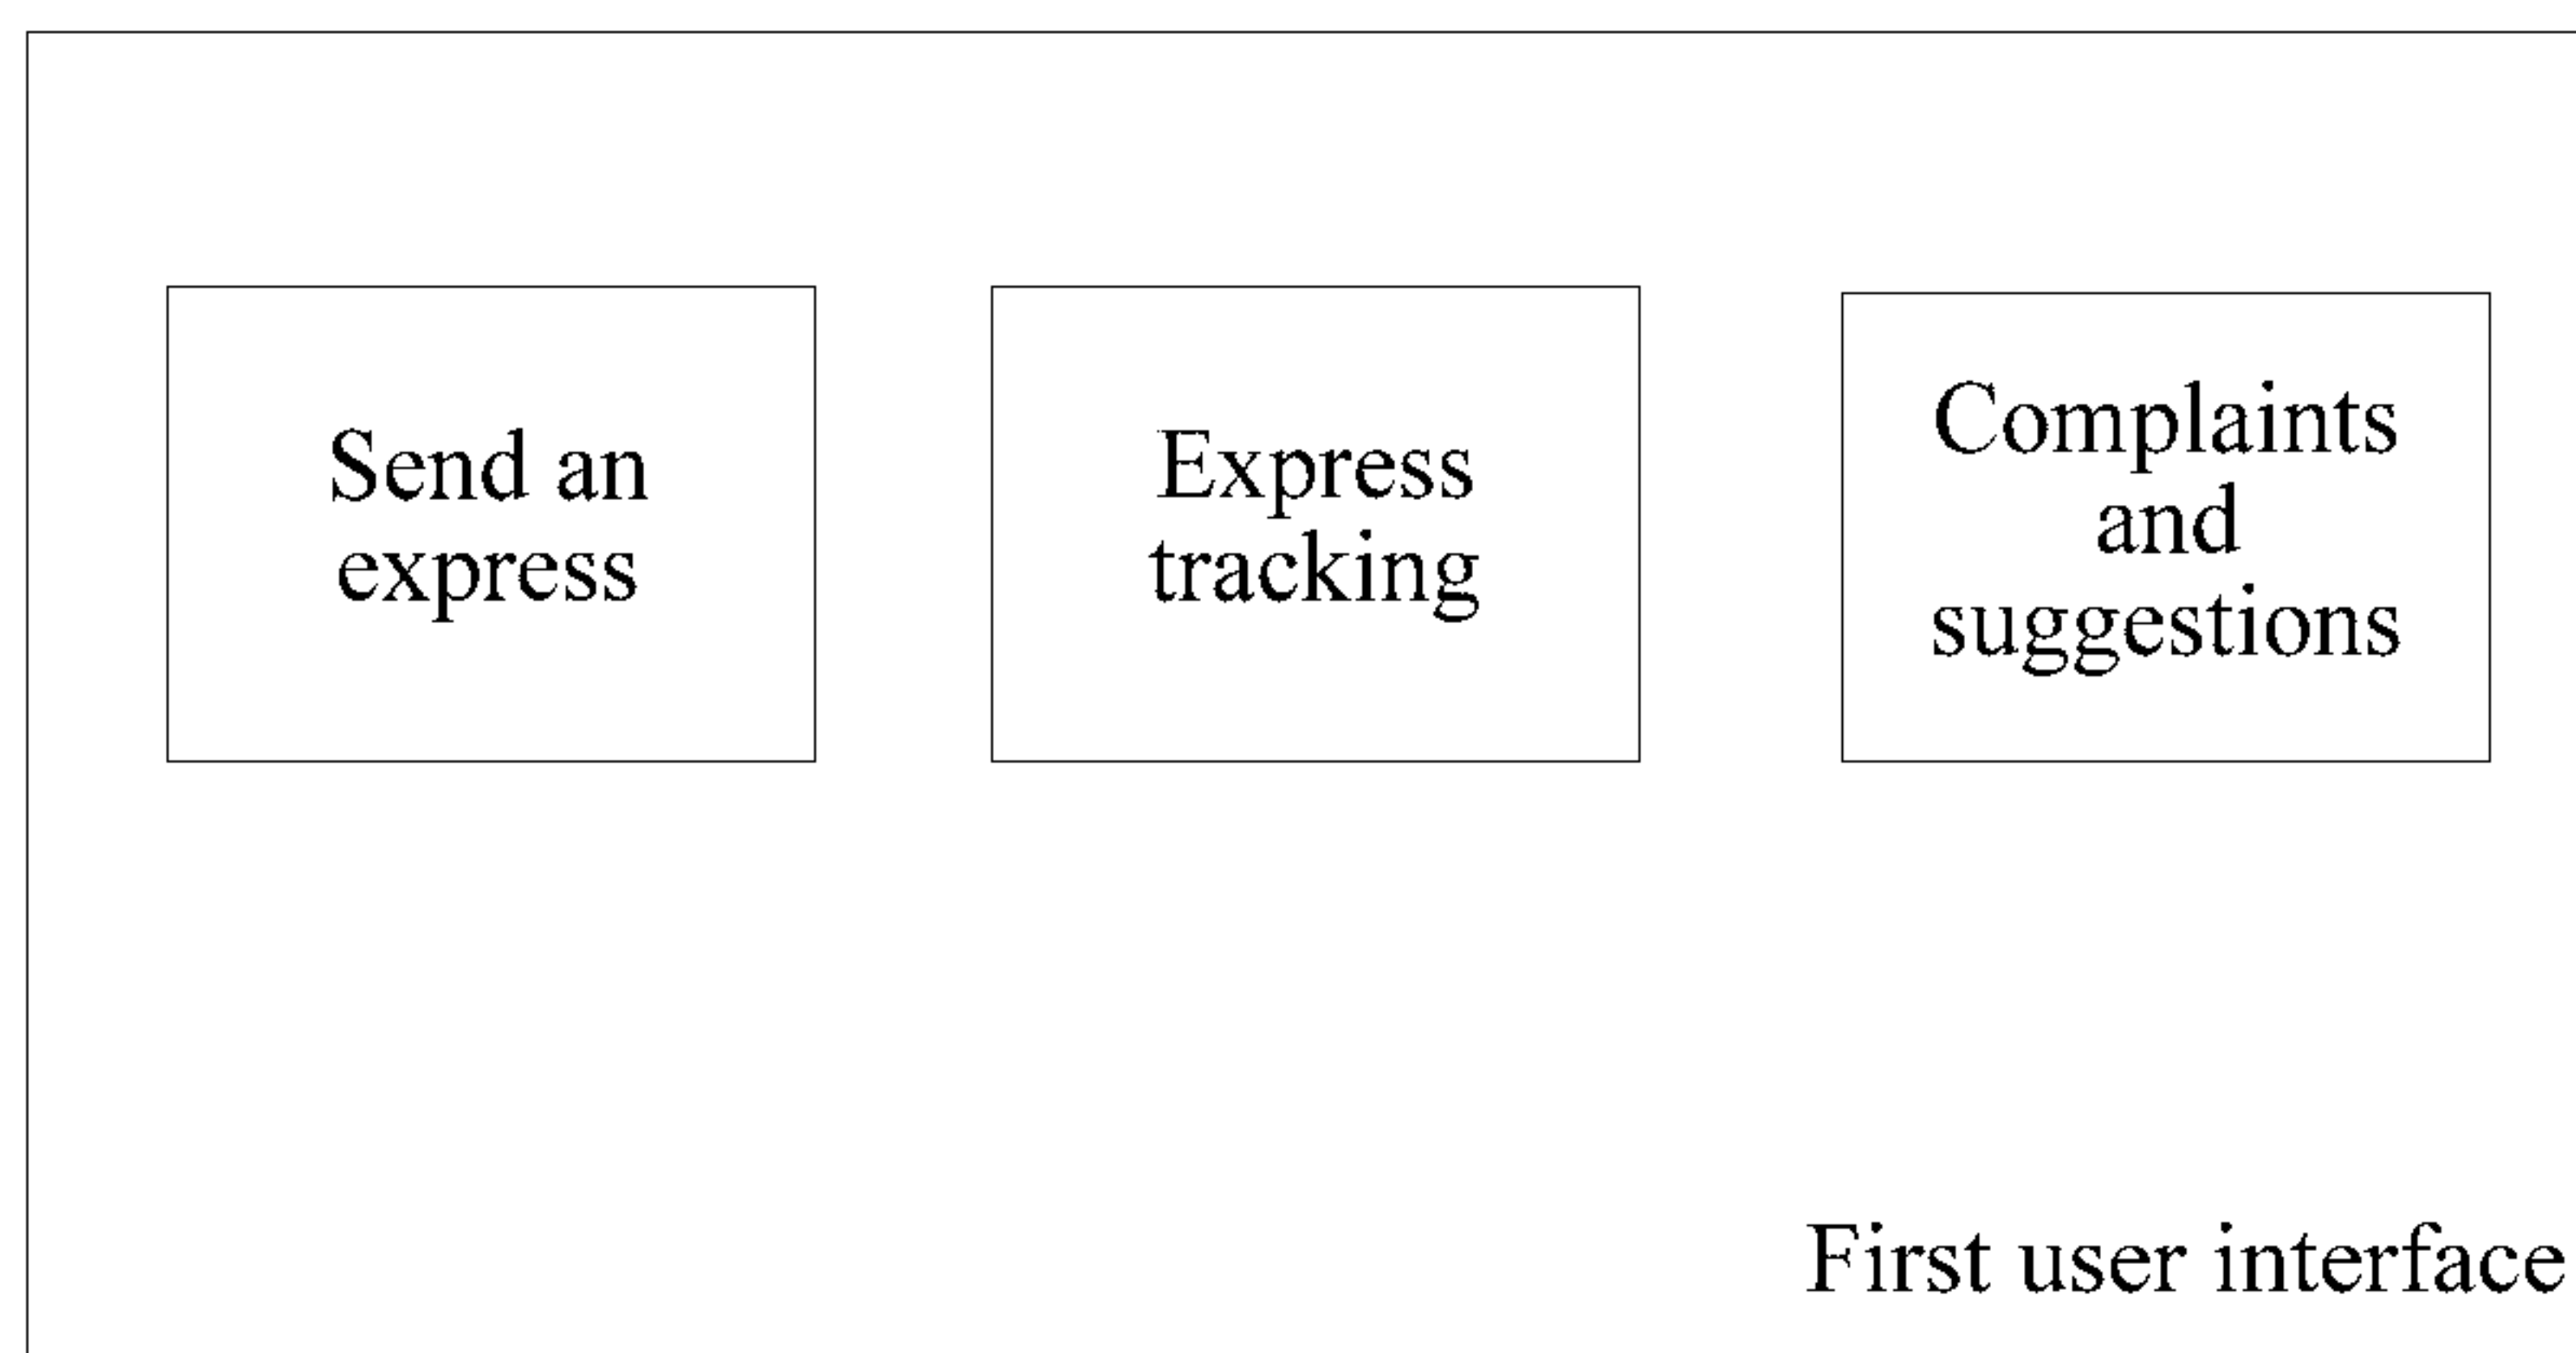 Send an
express
Express
tracking
Complaints
and
suggestions
First user interface